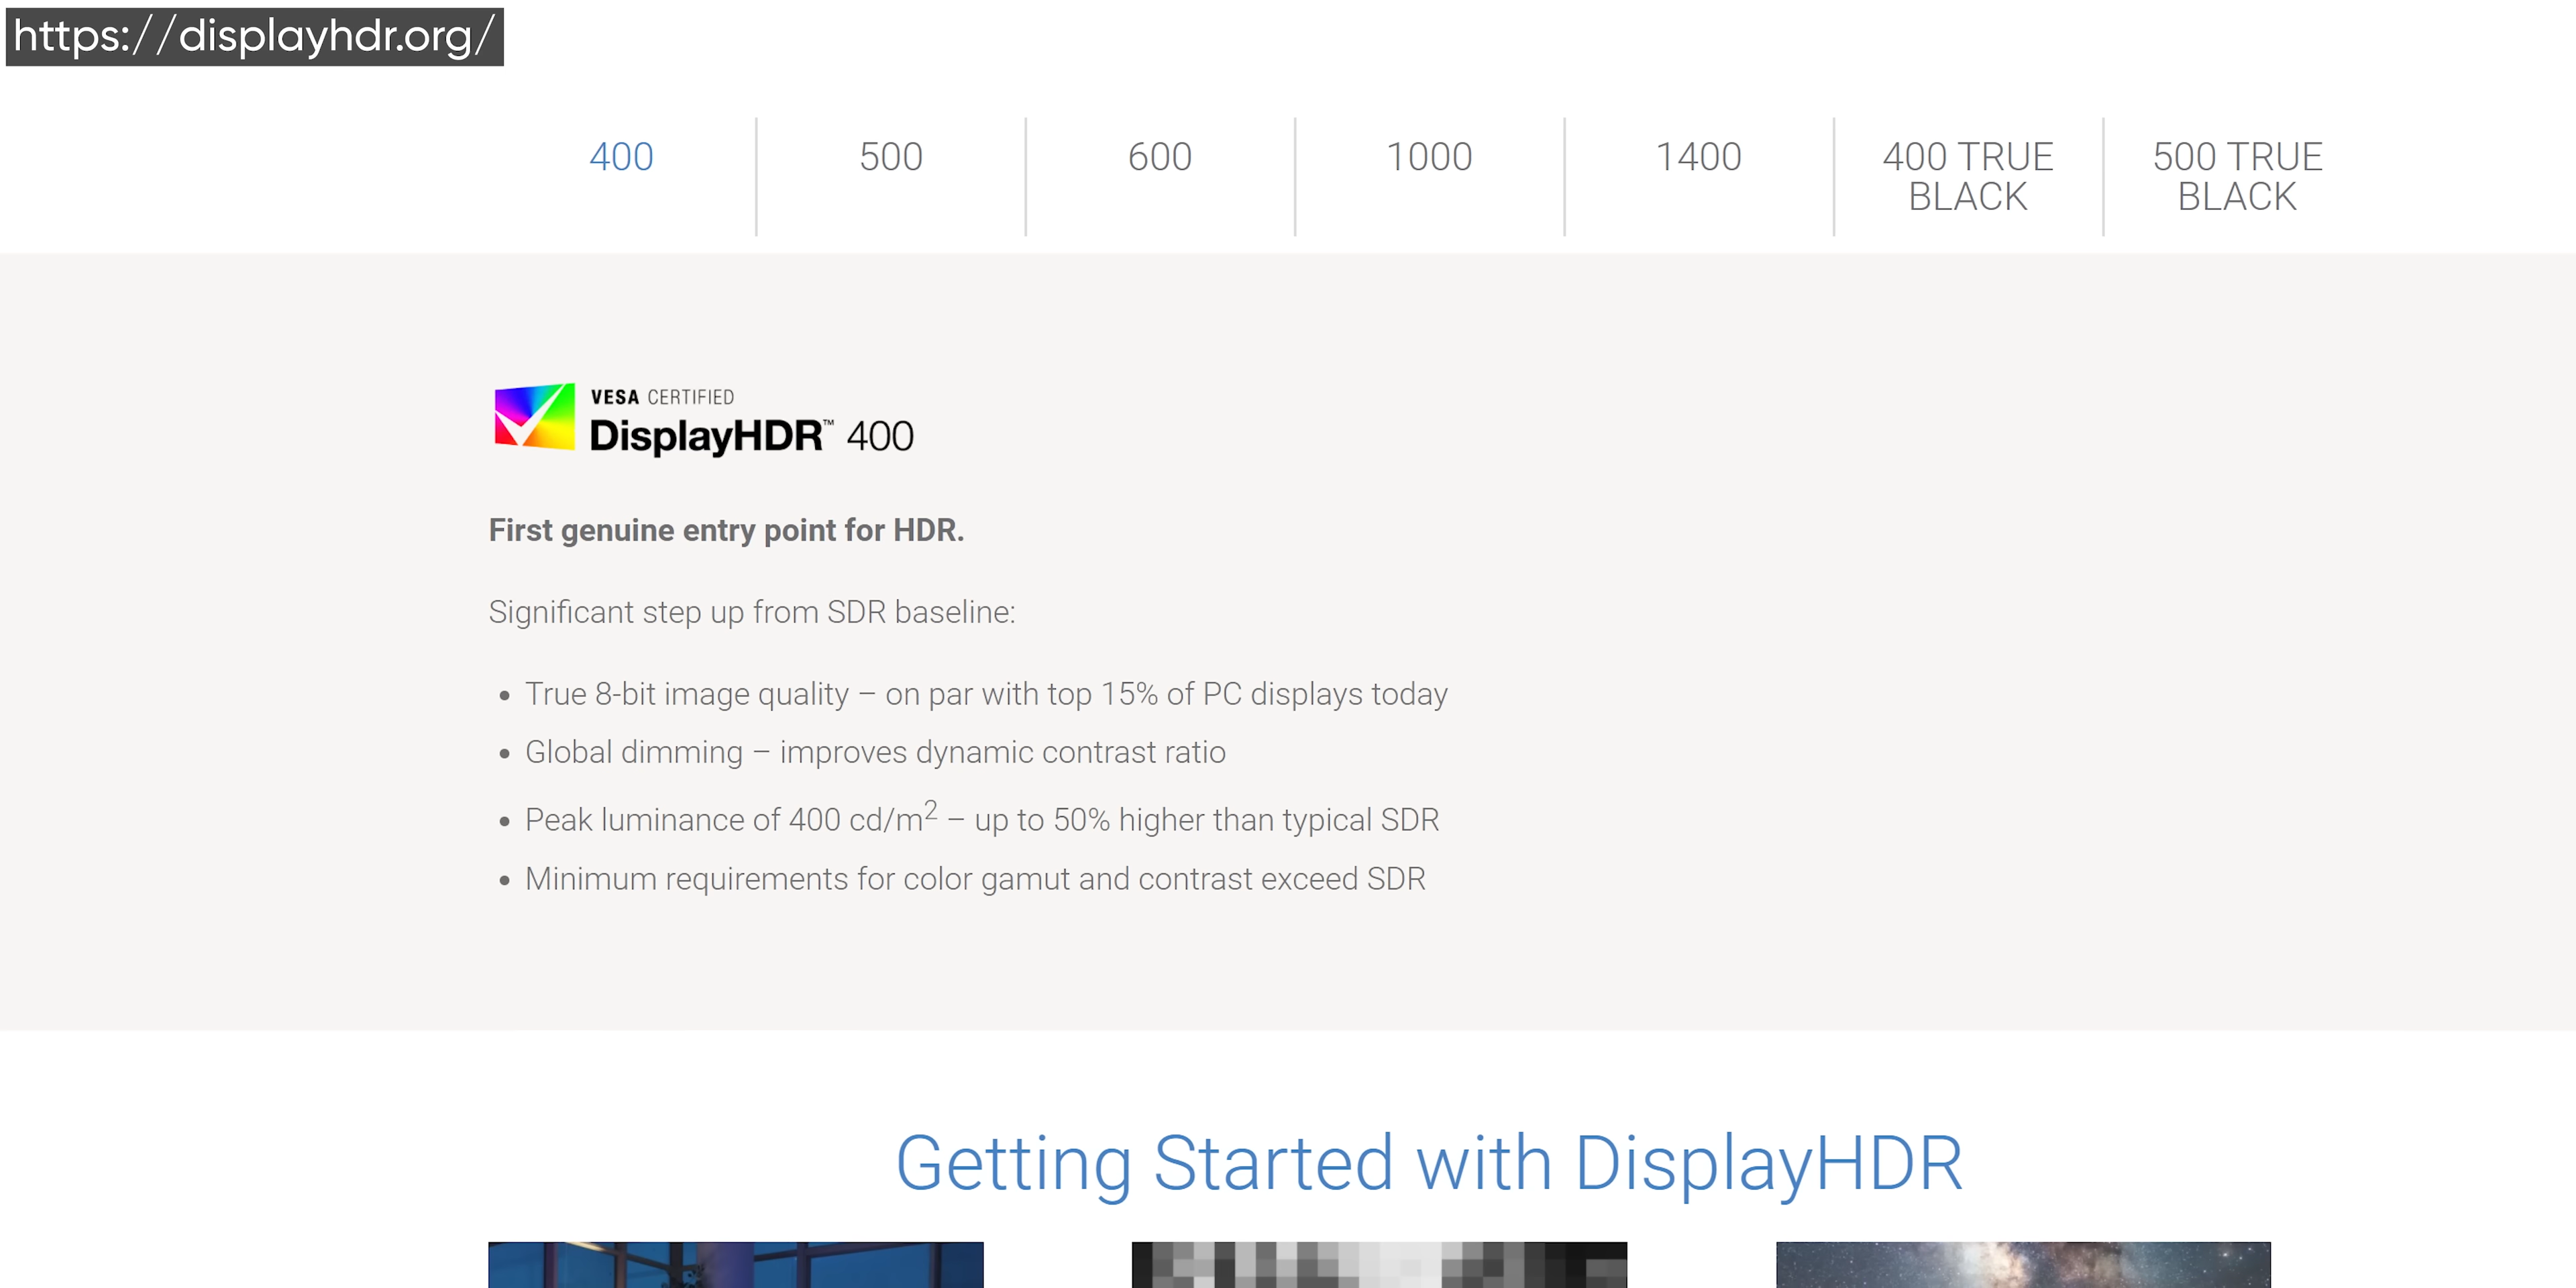 https://displayhdr.org/
400
500
600
1000
1400
400 TRUE
BLACK
500 TRUE
BLACK
VESA CERTIFIED
DisplayHDR™ 400
First genuine entry point for HDR.
Significant step up from SDR baseline:
• True 8-bit image quality – on par with top 15% of PC displays today
• Global dimming – improves dynamic contrast ratio
• Peak luminance of 400 cd/m² – up to 50% higher than typical SDR
• Minimum requirements for color gamut and contrast exceed SDR
Getting Started with DisplayHDR